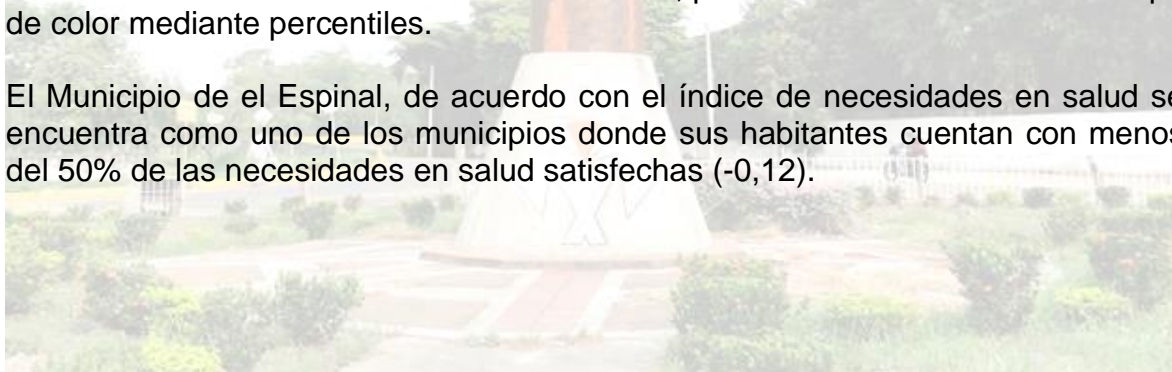 de color mediante percentiles.
El Municipio de el Espinal, de acuerdo con el índice de necesidades en salud se
encuentra como uno de los municipios donde sus habitantes cuentan con menos
del 50% de las necesidades en salud satisfechas (-0,12).